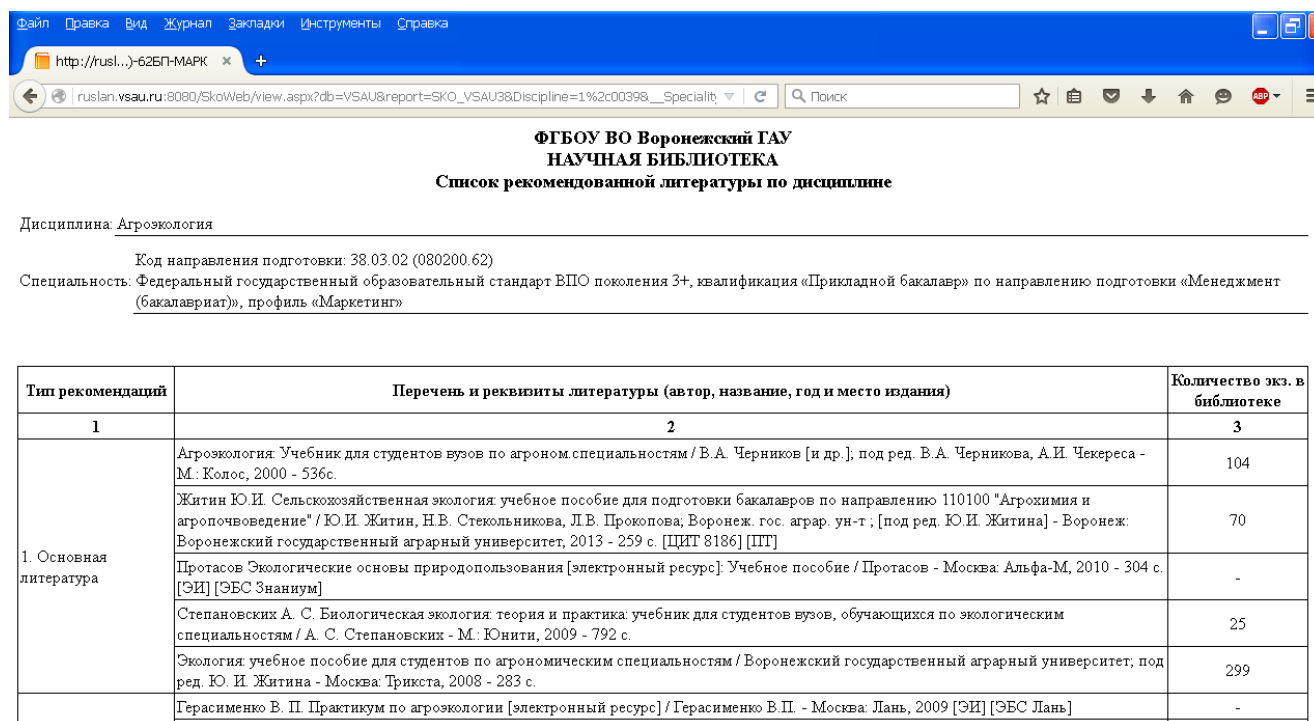 Файл Правка Вид Журнал Закладки Инструменты Справка
http://rusl...)-62БП-МАРК × +
ruslan.vsau.ru:8080/SkoWeb/view.aspx?db=VSAU&report=SKO_VSAU3&Discipline=1%2c0039&__Specialit Поиск ABP
ФГБОУ ВО Воронежский ГАУ
НАУЧНАЯ БИБЛИОТЕКА
Список рекомендованной литературы по дисциплине
Дисциплина: Агроэкология
Код направления подготовки: 38.03.02 (080200.62)
Специальность: Федеральный государственный образовательный стандарт ВПО поколения 3+, квалификация «Прикладной бакалавр» по направлению подготовки «Менеджмент
(бакалавриат)», профиль «Маркетинг»
Тип рекомендаций Перечень и реквизиты литературы (автор, название, год и место издания) Количество экз. в
библиотеке
1 2 3
Агроэкология: Учебник для студентов вузов по агроном.специальностям / В.А. Черников [и др.]; под ред. В.А. Черникова, А.И. Чекереса -
М.: Колос, 2000 - 536с.
104
Житин Ю.И. Сельскохозяйственная экология: учебное пособие для подготовки бакалавров по направлению 110100 "Агрохимия и
агропочвоведение" / Ю.И. Житин, Н.В. Стекольникова, Л.В. Прокопова; Воронеж. гос. аграр. ун-т ; [под ред. Ю.И. Житина] - Воронеж:
Воронежский государственный аграрный университет, 2013 - 259 с. [ЦИТ 8186] [ПТ]
70
1. Основная
литература
Протасов Экологические основы природопользования [электронный ресурс]: Учебное пособие / Протасов - Москва: Альфа-М, 2010 - 304 с.
[ЭИ] [ЭБС Знаниум]
-
Степановских А. С. Биологическая экология: теория и практика: учебник для студентов вузов, обучающихся по экологическим
специальностям / А. С. Степановских - М.: Юнити, 2009 - 792 с.
25
Экология: учебное пособие для студентов по агрономическим специальностям / Воронежский государственный аграрный университет; под
ред. Ю. И. Житина - Москва: Трикста, 2008 - 283 с.
299
Герасименко В. П. Практикум по агроэкологии [электронный ресурс] / Герасименко В.П. - Москва: Лань, 2009 [ЭИ] [ЭБС Лань] -